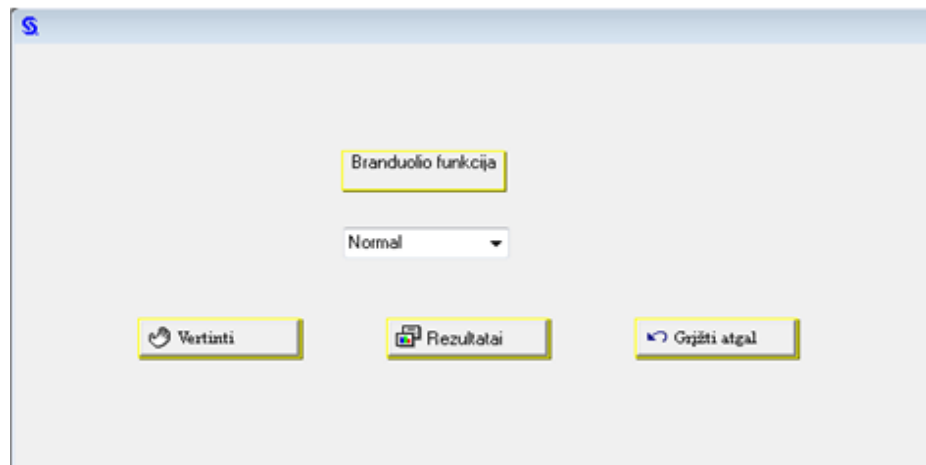 Branduolio funkcija
Normal
Vertinti
Rezultatai
Grįžti atgal